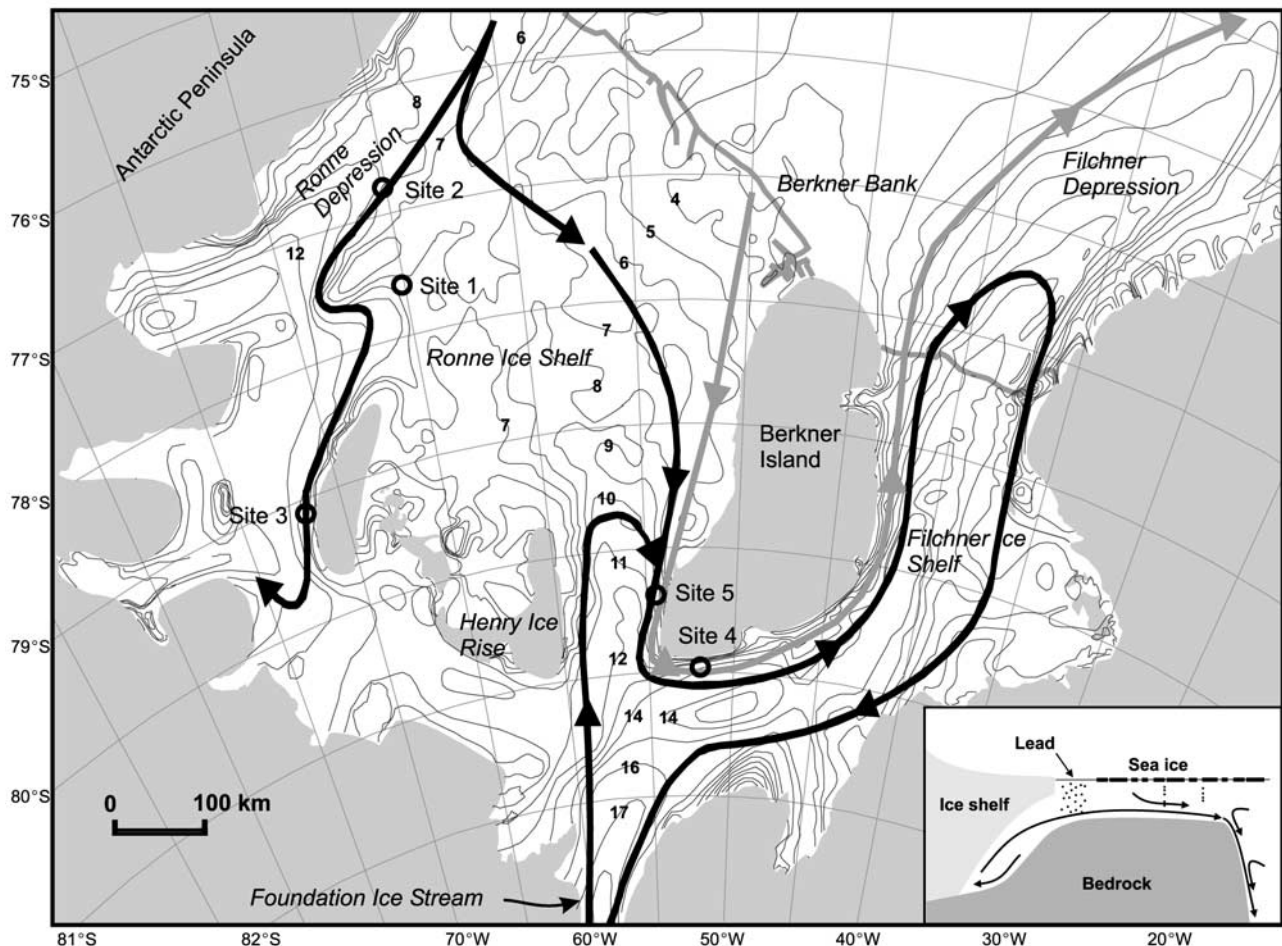 75°S
76°S
77°S
78°S
79°S
80°S
81°S
82°S
70°W
60°W
50°W
40°W
30°W
20°W
Antarctic Peninsula
Ronne
Depression
6
8
7
Site 2
12
Site 1
4
5
6
Berkner Bank
Filchner
Depression
Ronne Ice Shelf
7
8
7
9
10
11
Berkner
Island
Site 3
Filchner Ice
Shelf
Henry Ice
Rise
Site 5
Site 4
12
14
14
16
17
0
100 km
Foundation Ice Stream
Lead
Sea ice
Ice shelf
Bedrock